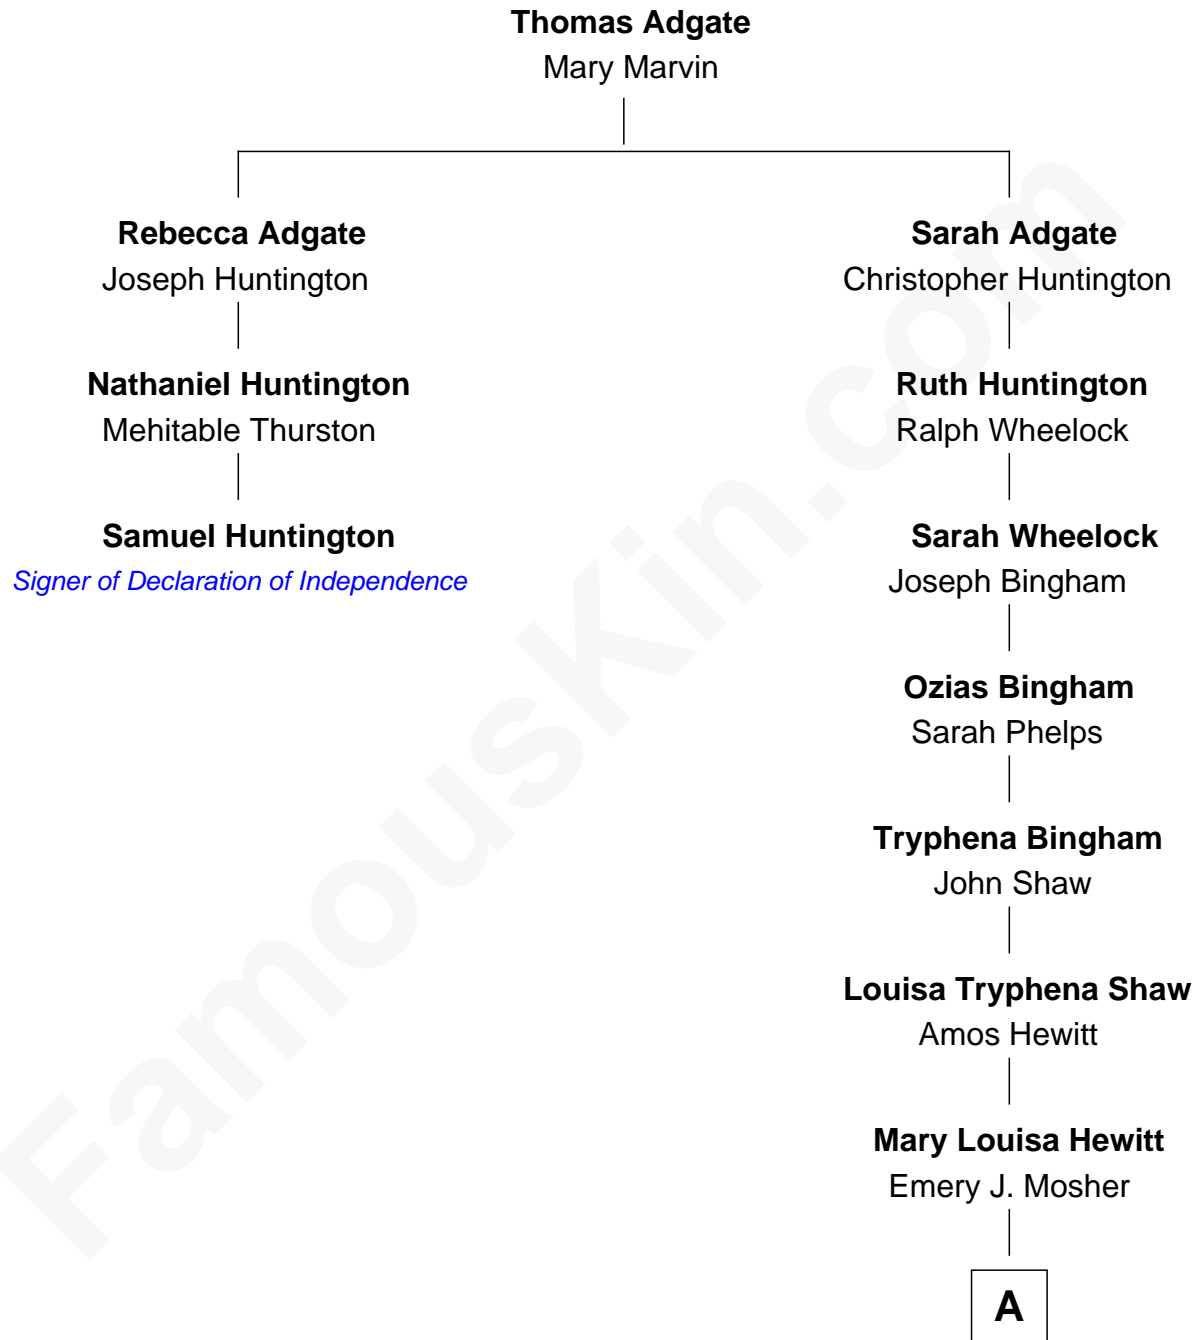 Thomas Adgate
Mary Marvin
Rebecca Adgate
Joseph Huntington
Nathaniel Huntington
Mehitable Thurston
Samuel Huntington
Signer of Declaration of Independence
Sarah Adgate
Christopher Huntington
Ruth Huntington
Ralph Wheelock
Sarah Wheelock
Joseph Bingham
Ozias Bingham
Sarah Phelps
Tryphena Bingham
John Shaw
Louisa Tryphena Shaw
Amos Hewitt
Mary Louisa Hewitt
Emery J. Mosher
A
FamousKin.com